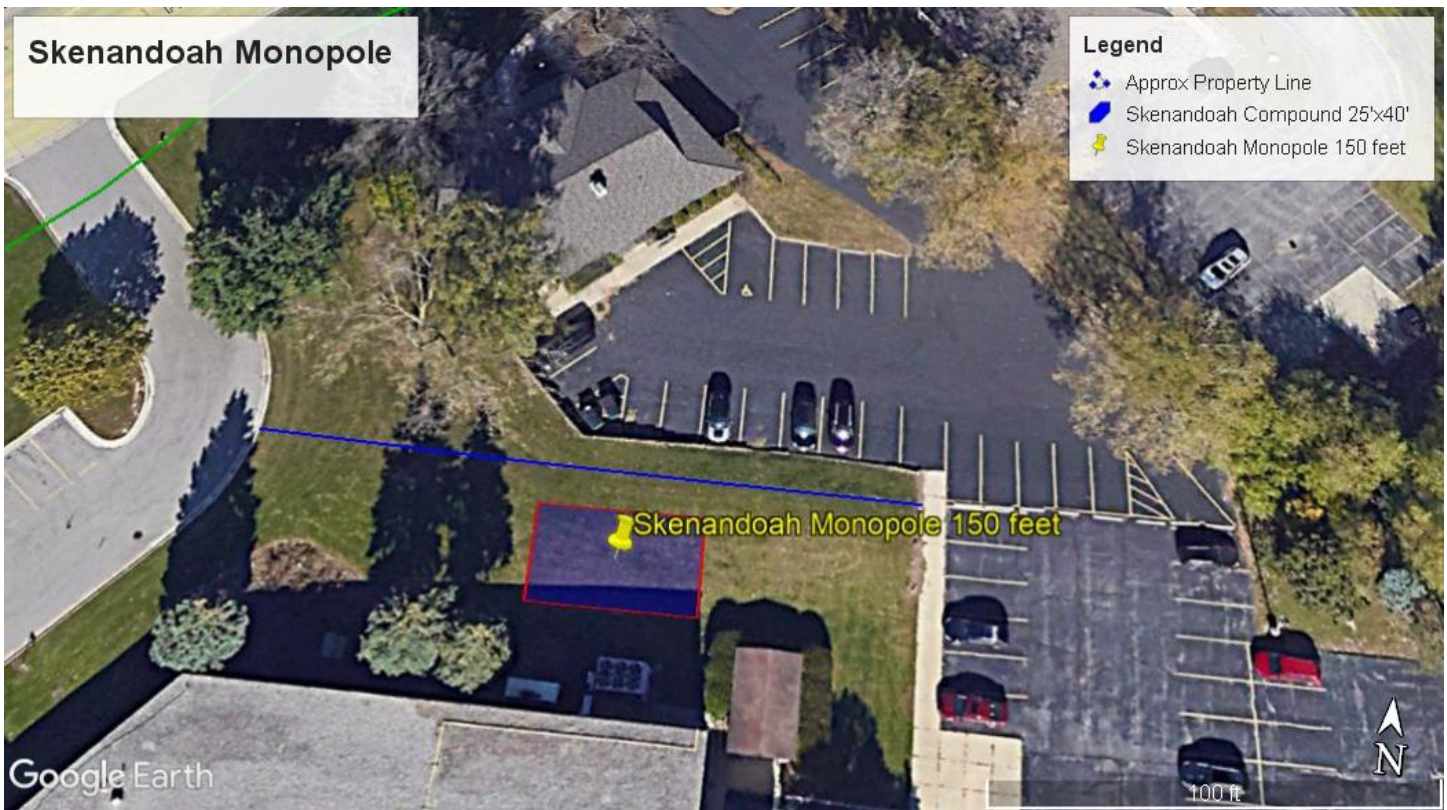 Skenandoah Monopole
Legend
Approx Property Line
Skenandoah Compound 25'x40'
Skenandoah Monopole 150 feet
Skenandoah Monopole 150 feet
Google Earth
N
100 ft